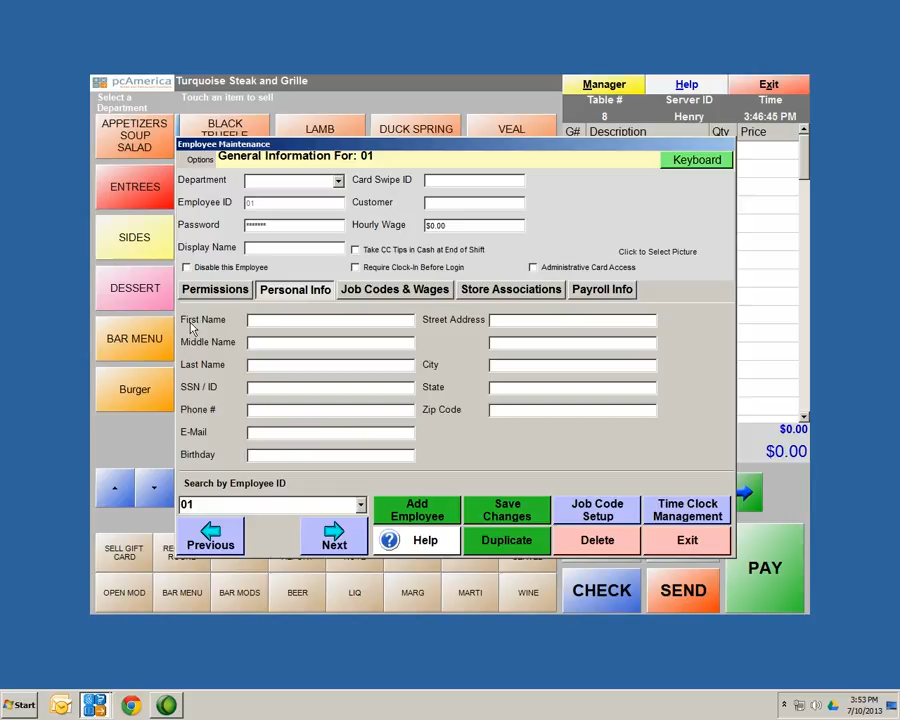 pcAmerica
Turquoise Steak and Grille
Manager
Help
Exit
Select a
Department
Touch an item to sell
Table #
Server ID
Time
8
Henry
3:46:45 PM
APPETIZERS
SOUP
SALAD
BLACK
TRUFFLE
LAMB
DUCK SPRING
VEAL
G#
Description
Qty
Price
Employee Maintenance
Options
General Information For: 01
Keyboard
Department
Card Swipe ID
ENTREES
Employee ID
01
Customer
Password
*******
Hourly Wage
$0.00
SIDES
Display Name
Take CC Tips in Cash at End of Shift
Click to Select Picture
Disable this Employee
Require Clock-In Before Login
Administrative Card Access
DESSERT
Permissions
Personal Info
Job Codes & Wages
Store Associations
Payroll Info
First Name
Street Address
BAR MENU
Middle Name
Last Name
City
SSN / ID
State
Burger
Phone #
Zip Code
E-Mail
$0.00
Birthday
$0.00
Search by Employee ID
01
Add
Employee
Save
Changes
Job Code
Setup
Time Clock
Management
Previous
Next
Help
Duplicate
Delete
Exit
SELL GIFT
CARD
PAY
OPEN MOD
BAR MENU
BAR MODS
BEER
LIQ
MARG
MARTI
WINE
CHECK
SEND
Start
3:53 PM
7/10/2013